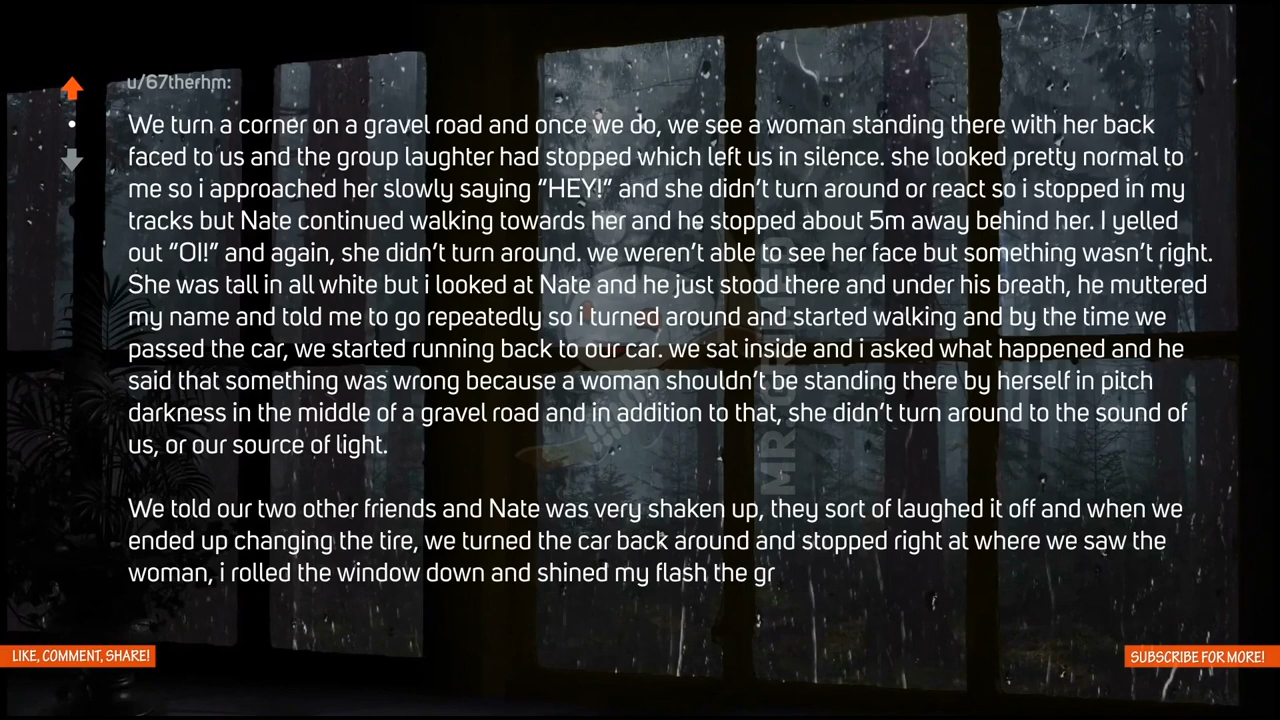 u/67therhm:
We turn a corner on a gravel road and once we do, we see a woman standing there with her back
faced to us and the group laughter had stopped which left us in silence. she looked pretty normal to
me so i approached her slowly saying “HEY!” and she didn’t turn around or react so i stopped in my
tracks but Nate continued walking towards her and he stopped about 5m away behind her. I yelled
out “OI!” and again, she didn’t turn around. we weren’t able to see her face but something wasn’t right.
She was tall in all white but i looked at Nate and he just stood there and under his breath, he muttered
my name and told me to go repeatedly so i turned around and started walking and by the time we
passed the car, we started running back to our car. we sat inside and i asked what happened and he
said that something was wrong because a woman shouldn’t be standing there by herself in pitch
darkness in the middle of a gravel road and in addition to that, she didn’t turn around to the sound of
us, or our source of light.
We told our two other friends and Nate was very shaken up, they sort of laughed it off and when we
ended up changing the tire, we turned the car back around and stopped right at where we saw the
woman, i rolled the window down and shined my flash the gr
LIKE, COMMENT, SHARE!
SUBSCRIBE FOR MORE!